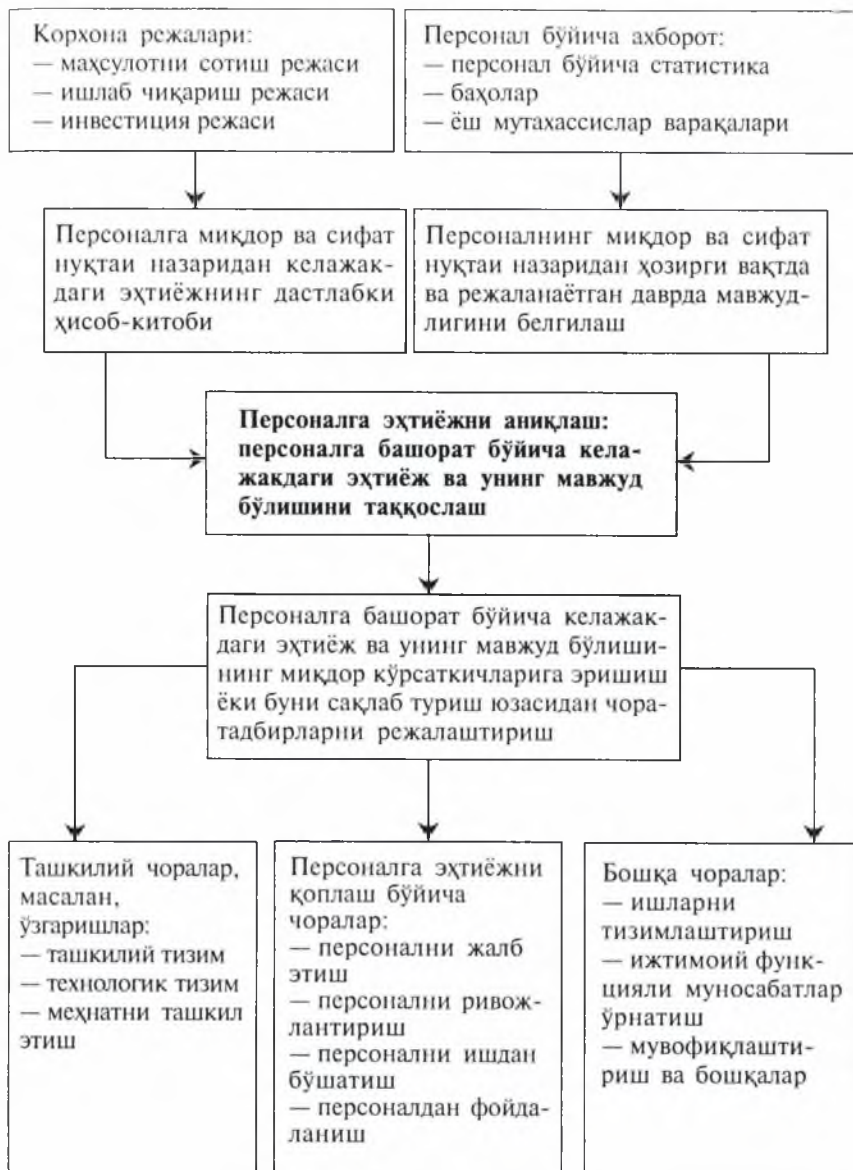 Корхона режалари:
— маҳсулотни сотиш режаси
— ишлаб чиқариш режаси
— инвестиция режаси
Персонал бўйича ахборот:
— персонал бўйича статистика
— баҳолар
— ёш мутахассислар варақалари
Персоналга миқдор ва сифат
нуқтаи назаридан келажак-
даги эҳтиёжнинг дастлабки
ҳисоб-китоби
Персоналнинг миқдор ва сифат
нуқтаи назаридан ҳозирги вақтда
ва режаланаётган даврда мавжуд-
лигини белгилаш
Персоналга эҳтиёжни аниқлаш:
персоналга башорат бўйича кела-
жакдаги эҳтиёж ва унинг мавжуд
бўлишини таққослаш
Персоналга башорат бўйича келажак-
даги эҳтиёж ва унинг мавжуд бўлиши-
нинг миқдор кўрсаткичларига эришиш
ёки буни сақлаб туриш юзасидан чора-
тадбирларни режалаштириш
Ташкилий чоралар,
масалан,
ўзгаришлар:
— ташкилий тизим
— технологик тизим
— меҳнатни ташкил
этиш
Персоналга эҳтиёжни
қоплаш бўйича
чоралар:
— персонални жалб
этиш
— персонални ривож-
лантириш
— персонални ишдан
бўшатиш
— персоналдан фойда-
ланиш
Бошқа чоралар:
— ишларни
тизимлаштириш
— ижтимоий функ-
цияли муносабатлар
ўрнатиш
— мувофиқлашти-
риш ва бошқалар